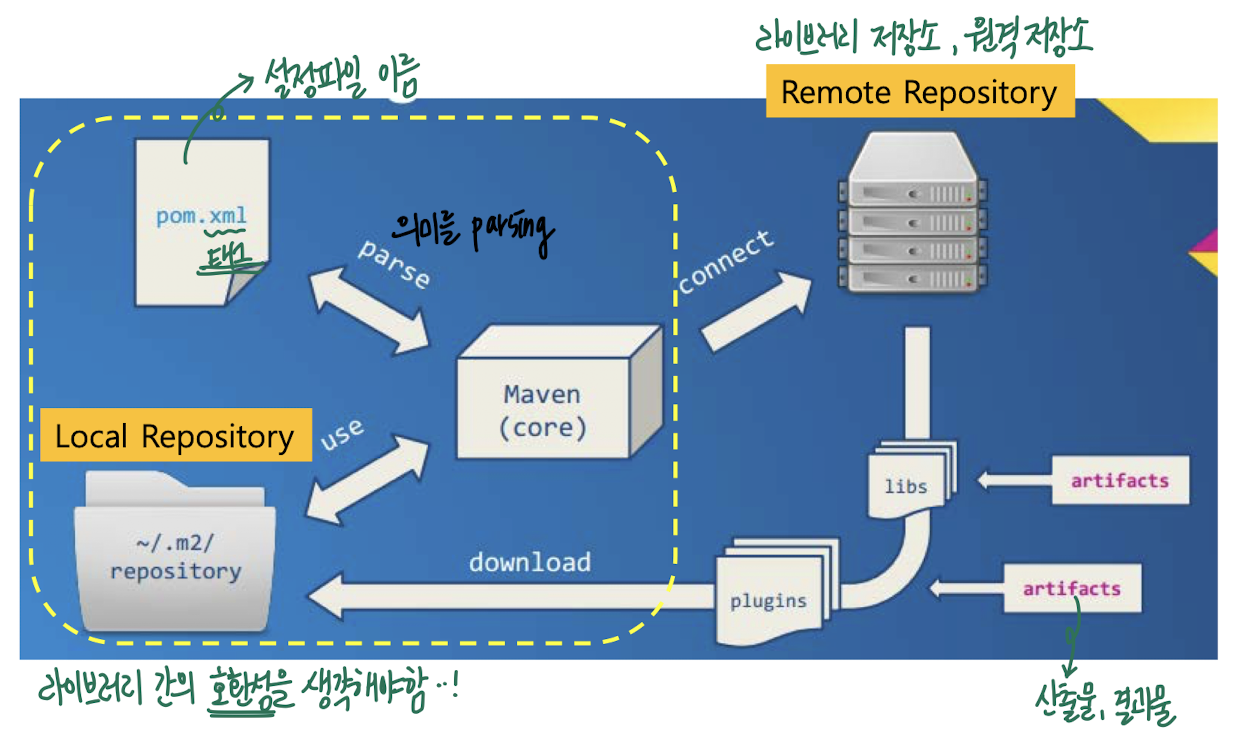 라이브러리 저장소, 원격저장소
설정파일 이름
Remote Repository
pom.xml
태그
의미를 parsing
parse
connect
Maven
(core)
Local Repository
use
~/.m2/
repository
download
libs
artifacts
plugins
artifacts
라이브러리 간의 호환성을 생각해야함..!
산출물, 결과물